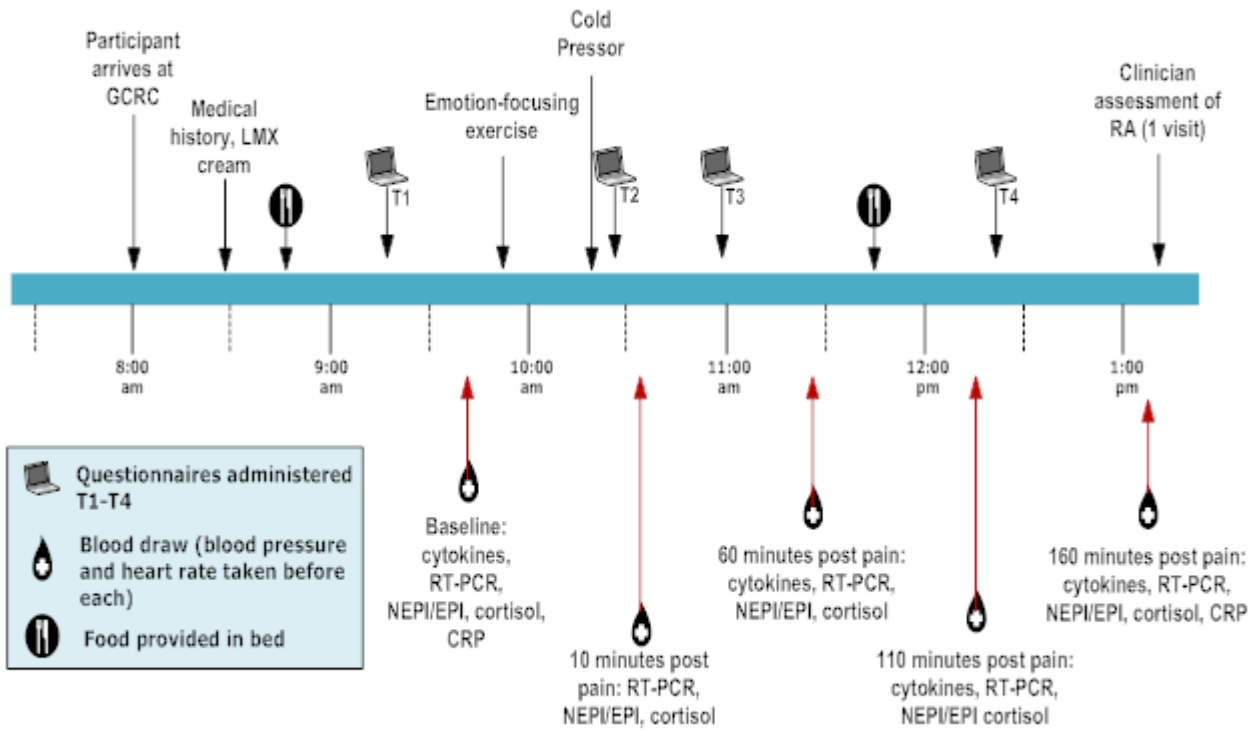 Participant
arrives at
GCRC
Medical
history, LMX
cream
T1
Emotion-focusing
exercise
Cold
Pressor
T2
T3
T4
Clinician
assessment of
RA (1 visit)
8:00
am
9:00
am
10:00
am
11:00
am
12:00
pm
1:00
pm
Questionnaires administered
T1-T4
Blood draw (blood pressure
and heart rate taken before
each)
Food provided in bed
Baseline:
cytokines,
RT-PCR,
NEPI/EPI, cortisol,
CRP
10 minutes post
pain: RT-PCR,
NEPI/EPI, cortisol
60 minutes post pain:
cytokines, RT-PCR,
NEPI/EPI, cortisol
110 minutes post pain:
cytokines, RT-PCR,
NEPI/EPI cortisol
160 minutes post pain:
cytokines, RT-PCR,
NEPI/EPI, cortisol, CRP